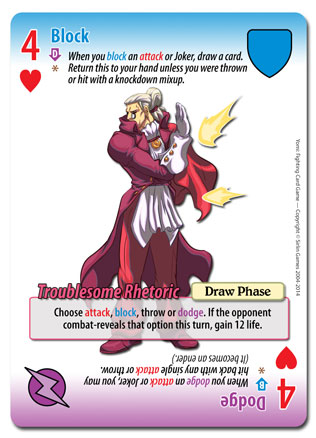 4 Block
D When you block an attack or Joker, draw a card.
* Return this to your hand unless you were thrown
or hit with a knockdown mixup.
Yomi Fighting Card Game — Copyright © Sirlin Games 2004-2014
Troublesome Rhetoric Draw Phase
Choose attack, block, throw or dodge. If the opponent
combat-reveals that option this turn, gain 12 life.
4 Dodge
B When you dodge an attack or Joker, you may
* hit back with any single attack or throw.
(It becomes an ender.)